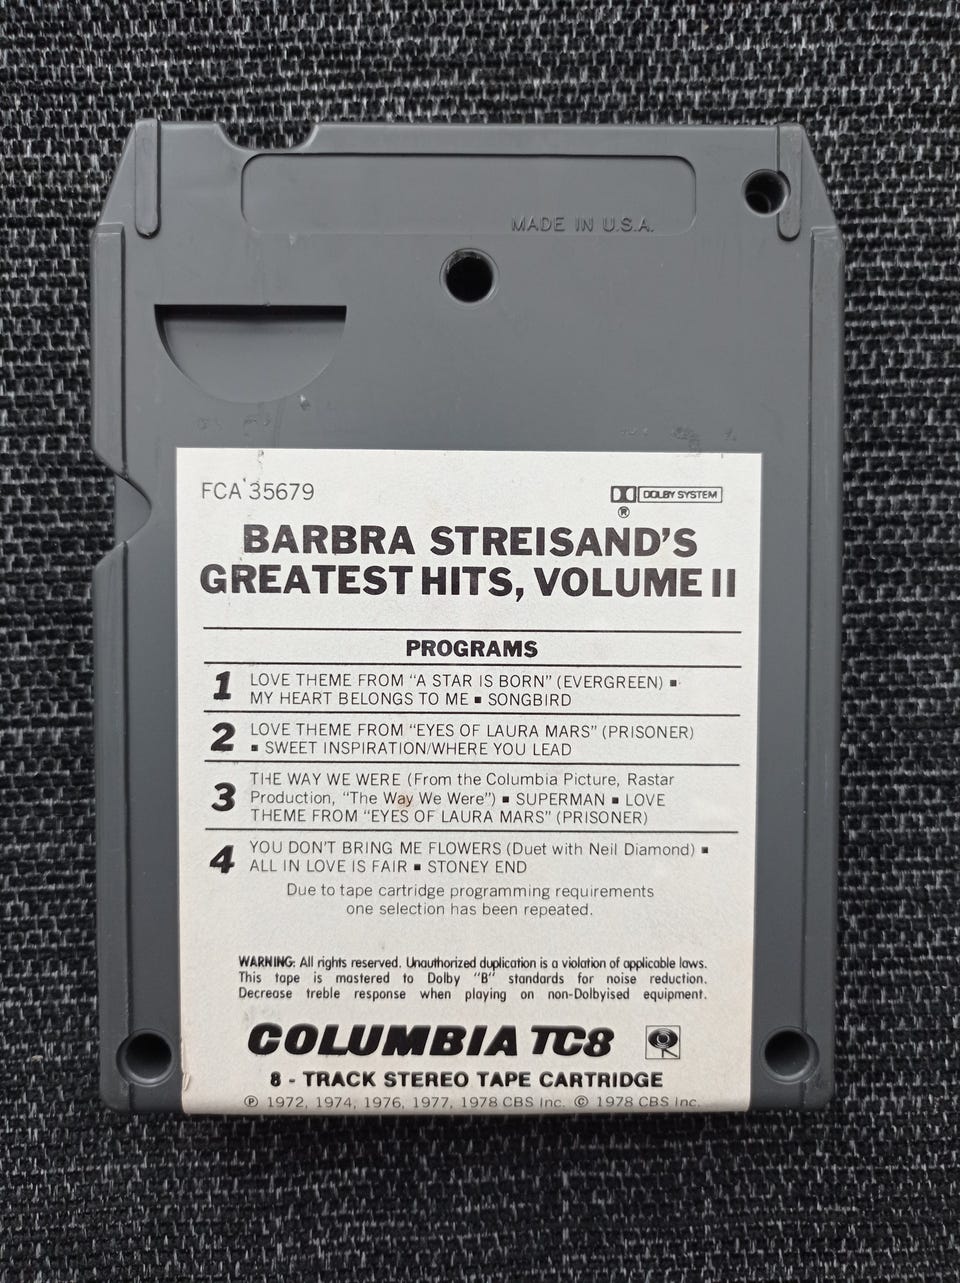 MADE IN U.S.A.
FCA 35679
DOLBY SYSTEM
®
BARBRA STREISAND'S
GREATEST HITS, VOLUME II
PROGRAMS
1 LOVE THEME FROM "A STAR IS BORN" (EVERGREEN) ▪
MY HEART BELONGS TO ME ▪ SONGBIRD
2 LOVE THEME FROM "EYES OF LAURA MARS" (PRISONER)
▪ SWEET INSPIRATION/WHERE YOU LEAD
3 THE WAY WE WERE (From the Columbia Picture, Rastar
Production, "The Way We Were") ▪ SUPERMAN ▪ LOVE
THEME FROM "EYES OF LAURA MARS" (PRISONER)
4 YOU DON'T BRING ME FLOWERS (Duet with Neil Diamond) ▪
ALL IN LOVE IS FAIR ▪ STONEY END
Due to tape cartridge programming requirements
one selection has been repeated.
WARNING: All rights reserved. Unauthorized duplication is a violation of applicable laws.
This tape is mastered to Dolby "B" standards for noise reduction.
Decrease treble response when playing on non-Dolbyised equipment.
COLUMBIA TC8
8 - TRACK STEREO TAPE CARTRIDGE
℗ 1972, 1974, 1976, 1977, 1978 CBS Inc. © 1978 CBS Inc.